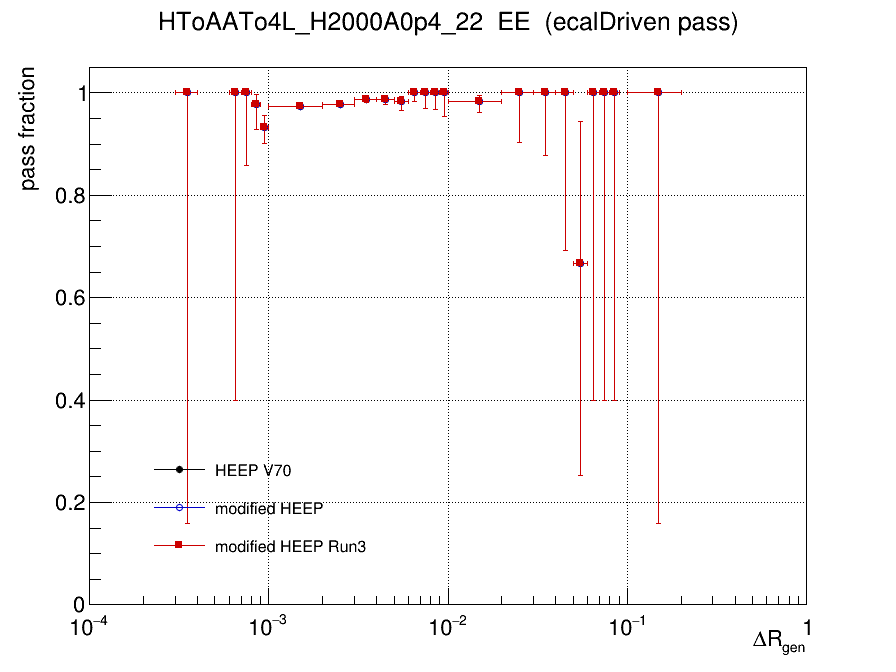 HToAATo4L_H2000A0p4_22 EE (ecalDriven pass)
pass fraction
1
0.8
0.6
0.4
0.2
0
HEEP V70
modified HEEP
modified HEEP Run3
10⁻⁴ 10⁻³ 10⁻² 10⁻¹ 1
ΔR_gen